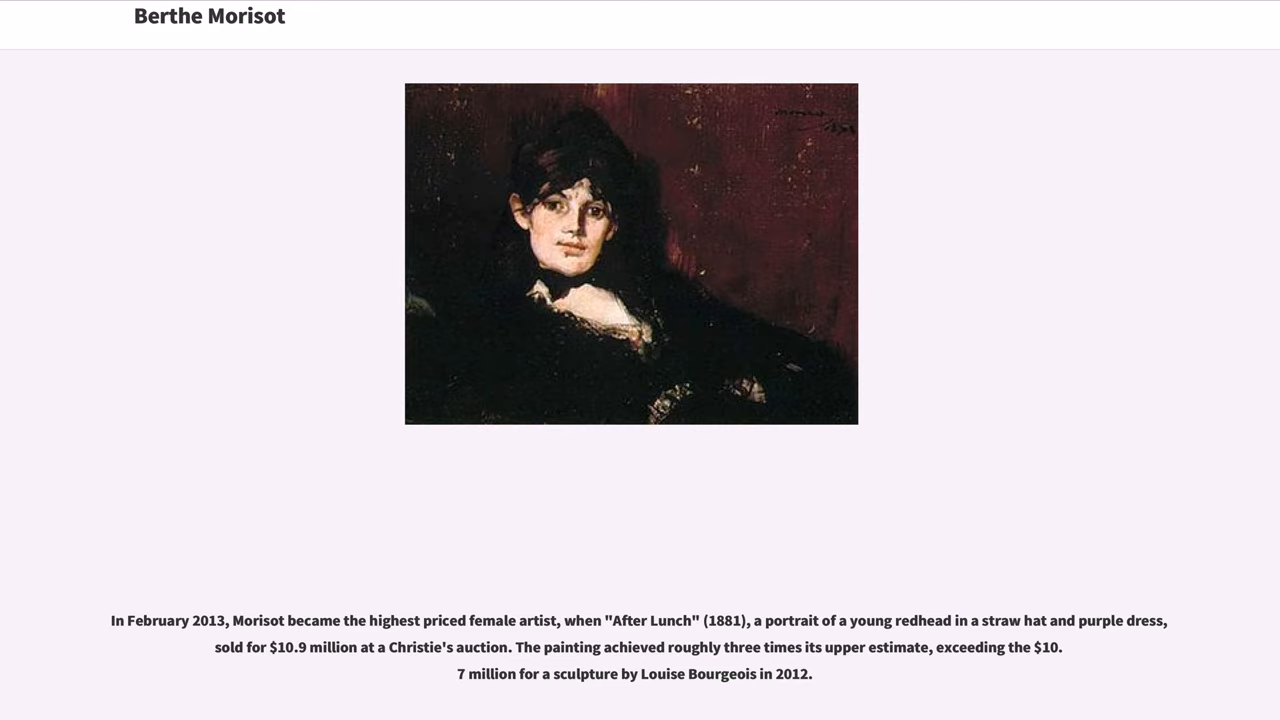 Berthe Morisot
In February 2013, Morisot became the highest priced female artist, when "After Lunch" (1881), a portrait of a young redhead in a straw hat and purple dress,
sold for $10.9 million at a Christie's auction. The painting achieved roughly three times its upper estimate, exceeding the $10.
7 million for a sculpture by Louise Bourgeois in 2012.